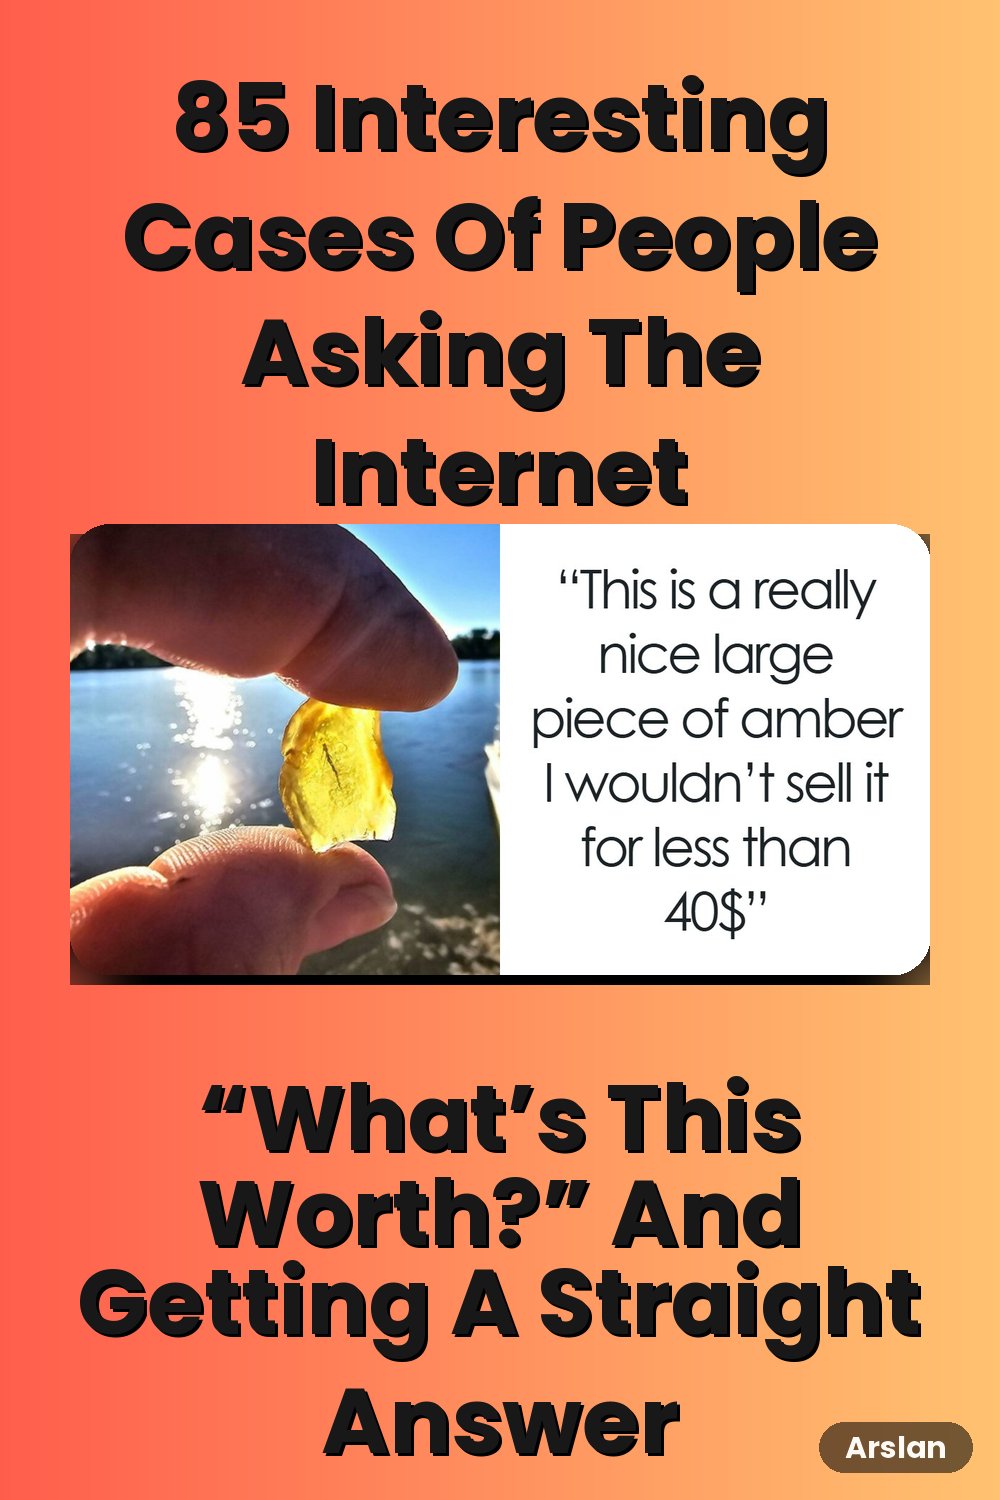 85 Interesting
Cases Of People
Asking The
Internet
“This is a really
nice large
piece of amber
I wouldn’t sell it
for less than
40$”
“What’s This
Worth?” And
Getting A Straight
Answer
Arslan